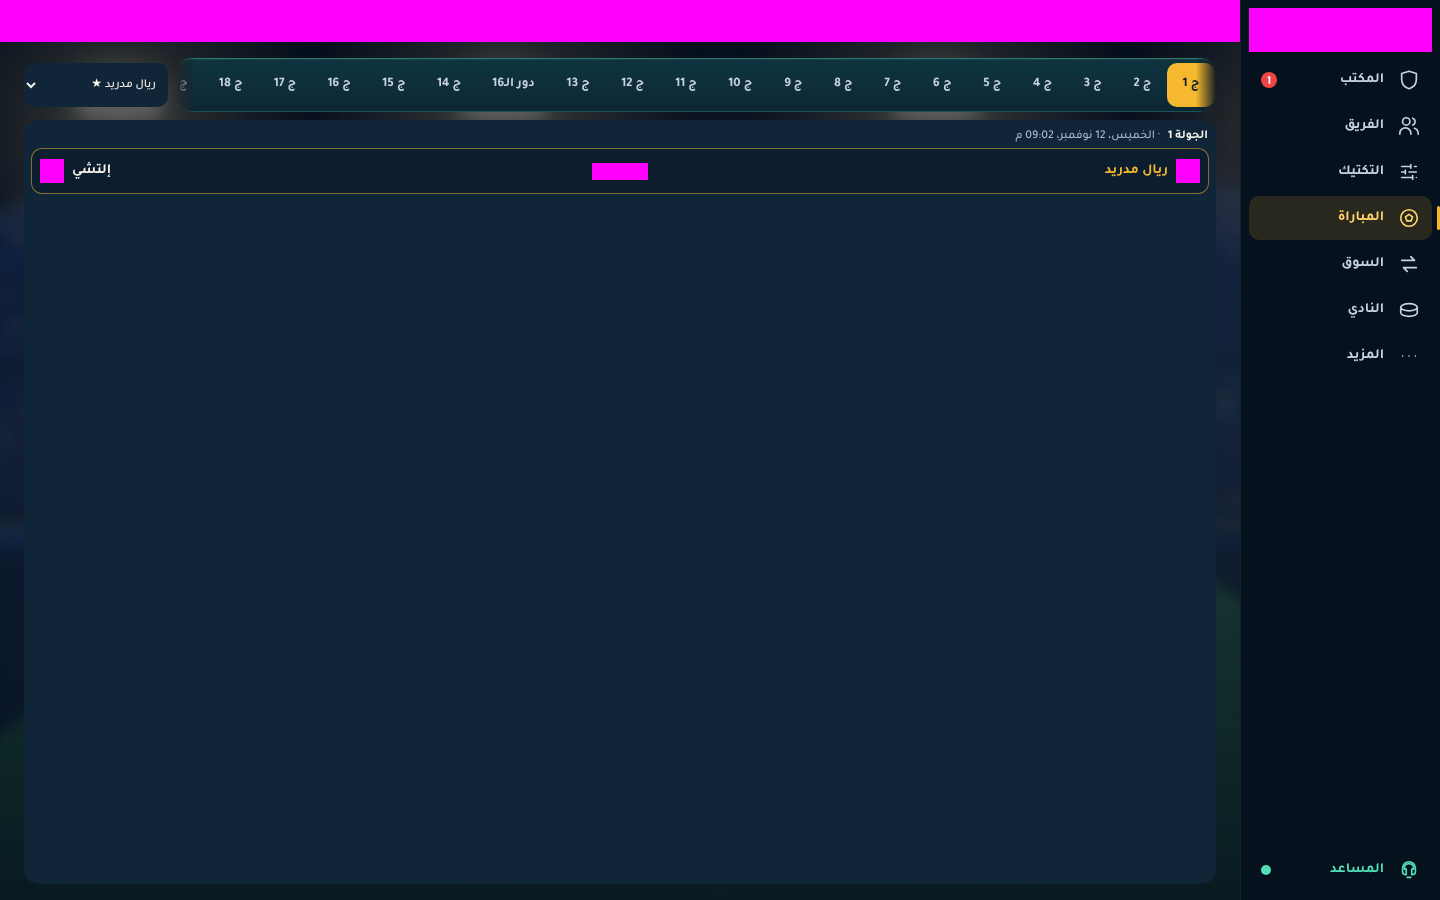 المكتب
1
الفريق
التكتيك
المباراة
السوق
النادي
المزيد
المساعد
ج 1
ج 2
ج 3
ج 4
ج 5
ج 6
ج 7
ج 8
ج 9
ج 10
ج 11
ج 12
ج 13
دور الـ16
ج 14
ج 15
ج 16
ج 17
ج 18
ريال مدريد ★
الجولة 1 · الخميس، 12 نوفمبر، 09:02 م
ريال مدريد
إلتشي